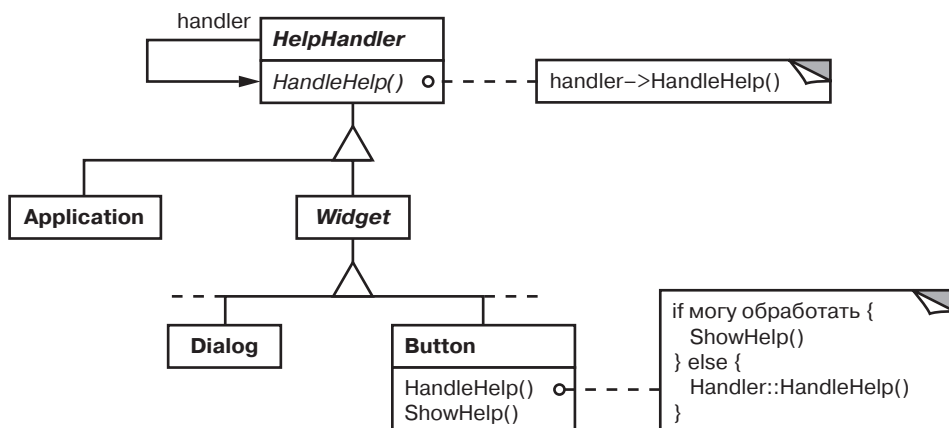 handler
HelpHandler
HandleHelp()
handler–>HandleHelp()
Application
Widget
Dialog
Button
HandleHelp()
ShowHelp()
if могу обработать {
ShowHelp()
} else {
Handler::HandleHelp()
}